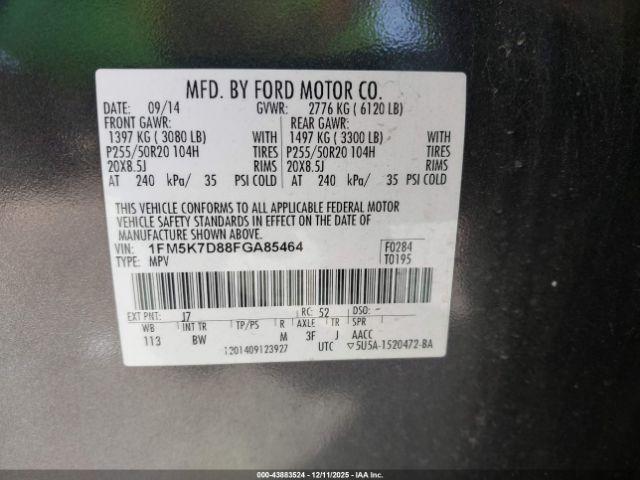 MFD. BY FORD MOTOR CO.
DATE: 09/14 GVWR: 2776 KG ( 6120 LB)
FRONT GAWR: REAR GAWR:
1397 KG ( 3080 LB) WITH 1497 KG ( 3300 LB) WITH
P255/50R20 104H TIRES P255/50R20 104H TIRES
20X8.5J RIMS 20X8.5J RIMS
AT 240 kPa/ 35 PSI COLD AT 240 kPa/ 35 PSI COLD
THIS VEHICLE CONFORMS TO ALL APPLICABLE FEDERAL MOTOR
VEHICLE SAFETY STANDARDS IN EFFECT ON THE DATE OF
MANUFACTURE SHOWN ABOVE.
VIN: 1FM5K7D88FGA85464 F0284
TYPE: MPV T0195
EXT PNT: J7 RC: 52 DSO: -
WB INT TR TP/PS R AXLE TR SPR
113 BW M 3F J AACC -
1201409123927 UTC ▽5U5A-1520472-BA
000-43883524 - 12/11/2025 - IAA Inc.